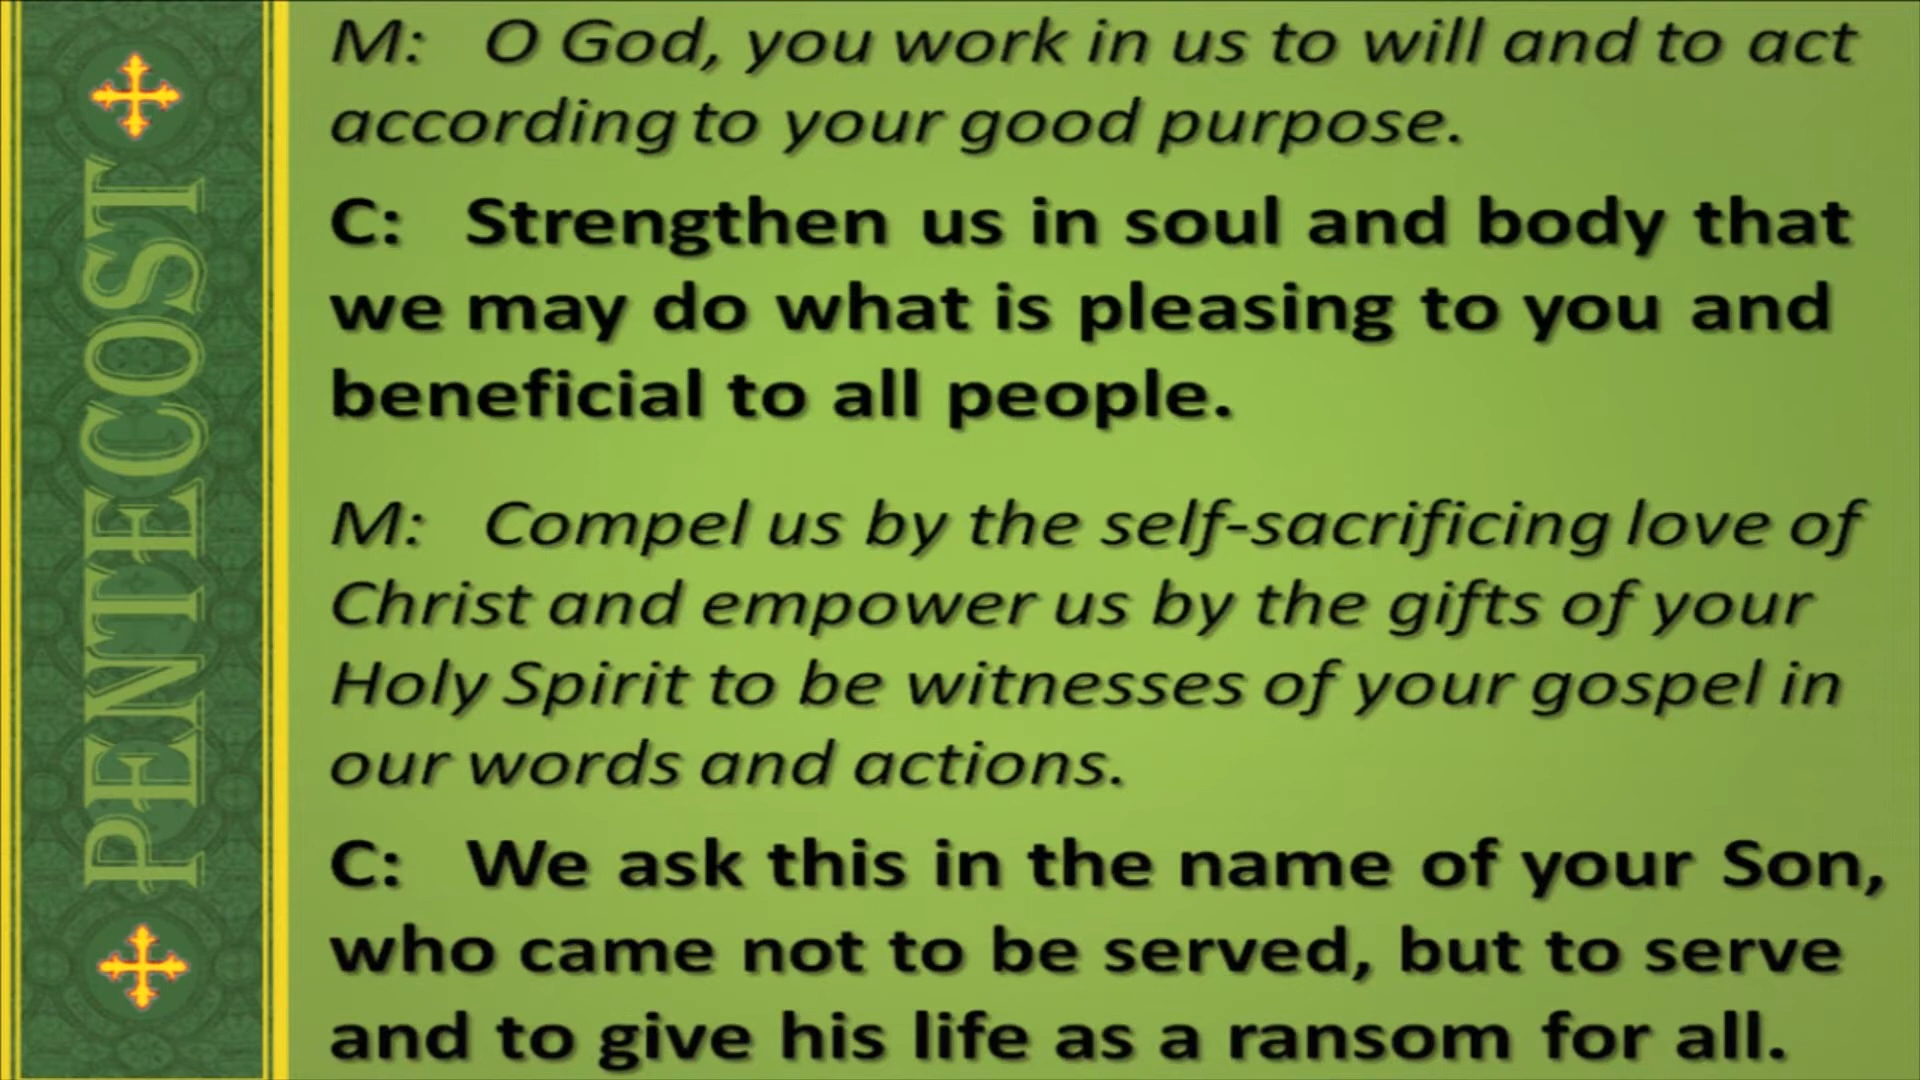 PENTECOST
M: O God, you work in us to will and to act
according to your good purpose.
C: Strengthen us in soul and body that
we may do what is pleasing to you and
beneficial to all people.
M: Compel us by the self-sacrificing love of
Christ and empower us by the gifts of your
Holy Spirit to be witnesses of your gospel in
our words and actions.
C: We ask this in the name of your Son,
who came not to be served, but to serve
and to give his life as a ransom for all.